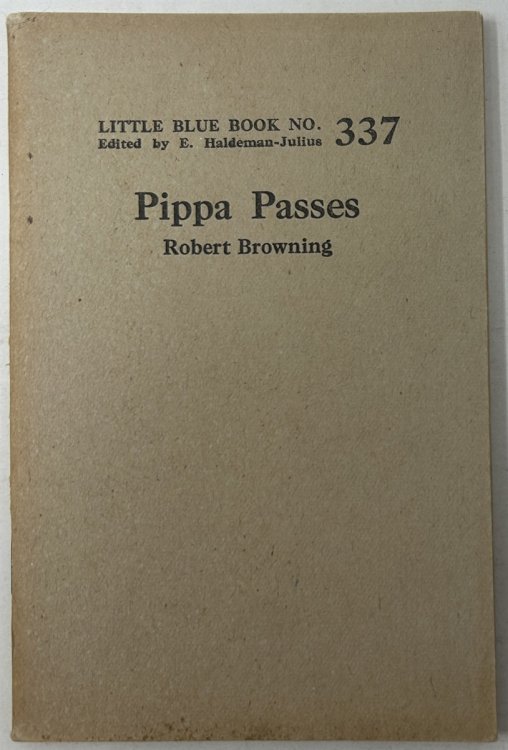 LITTLE BLUE BOOK NO. 337
Edited by E. Haldeman-Julius
Pippa Passes
Robert Browning